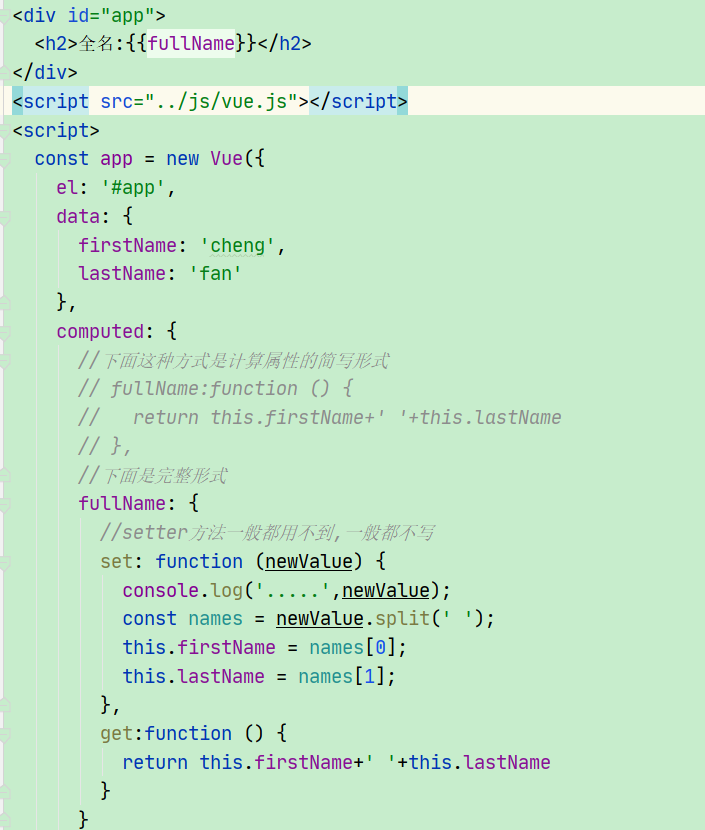 <div id="app">
  <h2>全名:{{fullName}}</h2>
</div>
<script src="../js/vue.js"></script>
<script>
  const app = new Vue({
    el: '#app',
    data: {
      firstName: 'cheng',
      lastName: 'fan'
    },
    computed: {
      //下面这种方式是计算属性的简写形式
      // fullName:function () {
      //   return this.firstName+' '+this.lastName
      // },
      //下面是完整形式
      fullName: {
        //setter方法一般都用不到,一般都不写
        set: function (newValue) {
          console.log('.....',newValue);
          const names = newValue.split(' ');
          this.firstName = names[0];
          this.lastName = names[1];
        },
        get:function () {
          return this.firstName+' '+this.lastName
        }
      }